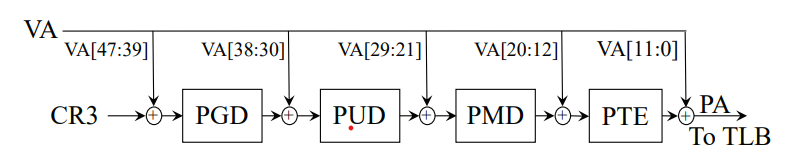 VA
VA[47:39] VA[38:30] VA[29:21] VA[20:12] VA[11:0]
CR3 PGD PUD PMD PTE PA
To TLB